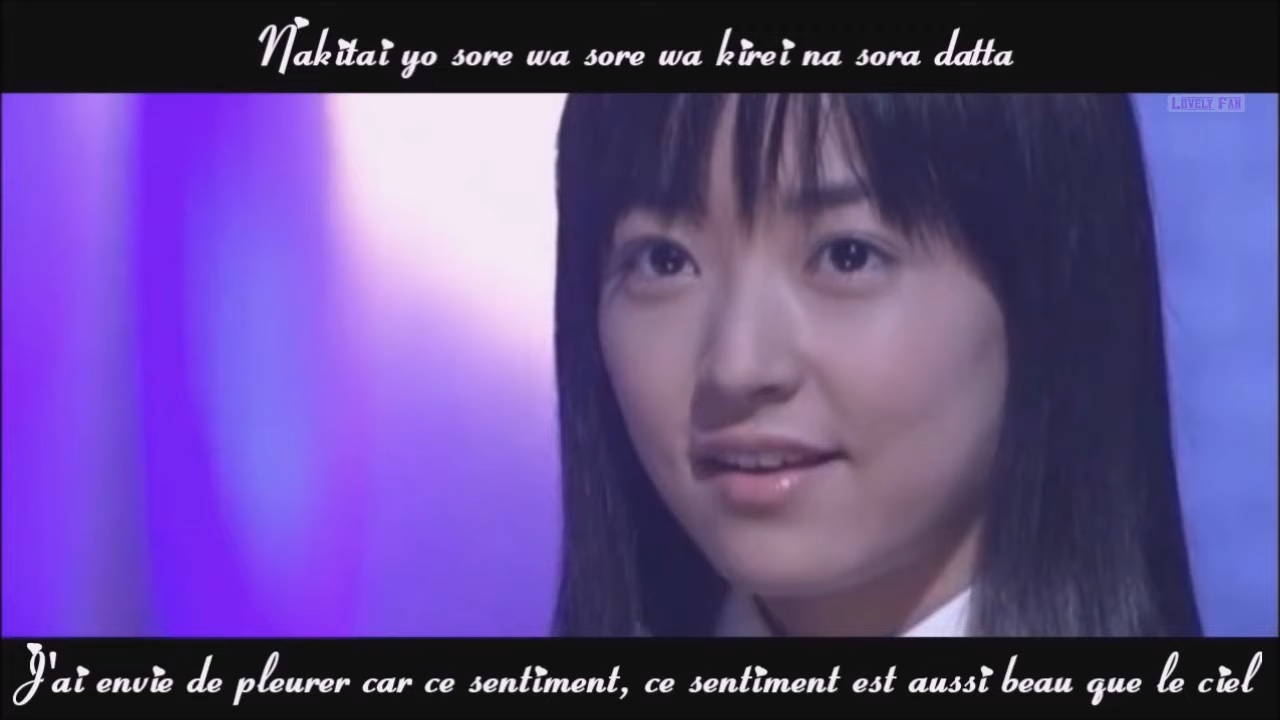 Nakitai yo sore wa sore wa kirei na sora datta
Lovely Fan
J'ai envie de pleurer car ce sentiment, ce sentiment est aussi beau que le ciel